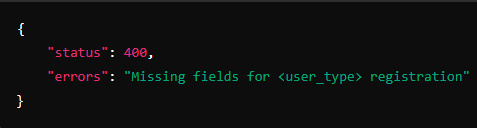 {
    "status": 400,
    "errors": "Missing fields for <user_type> registration"
}